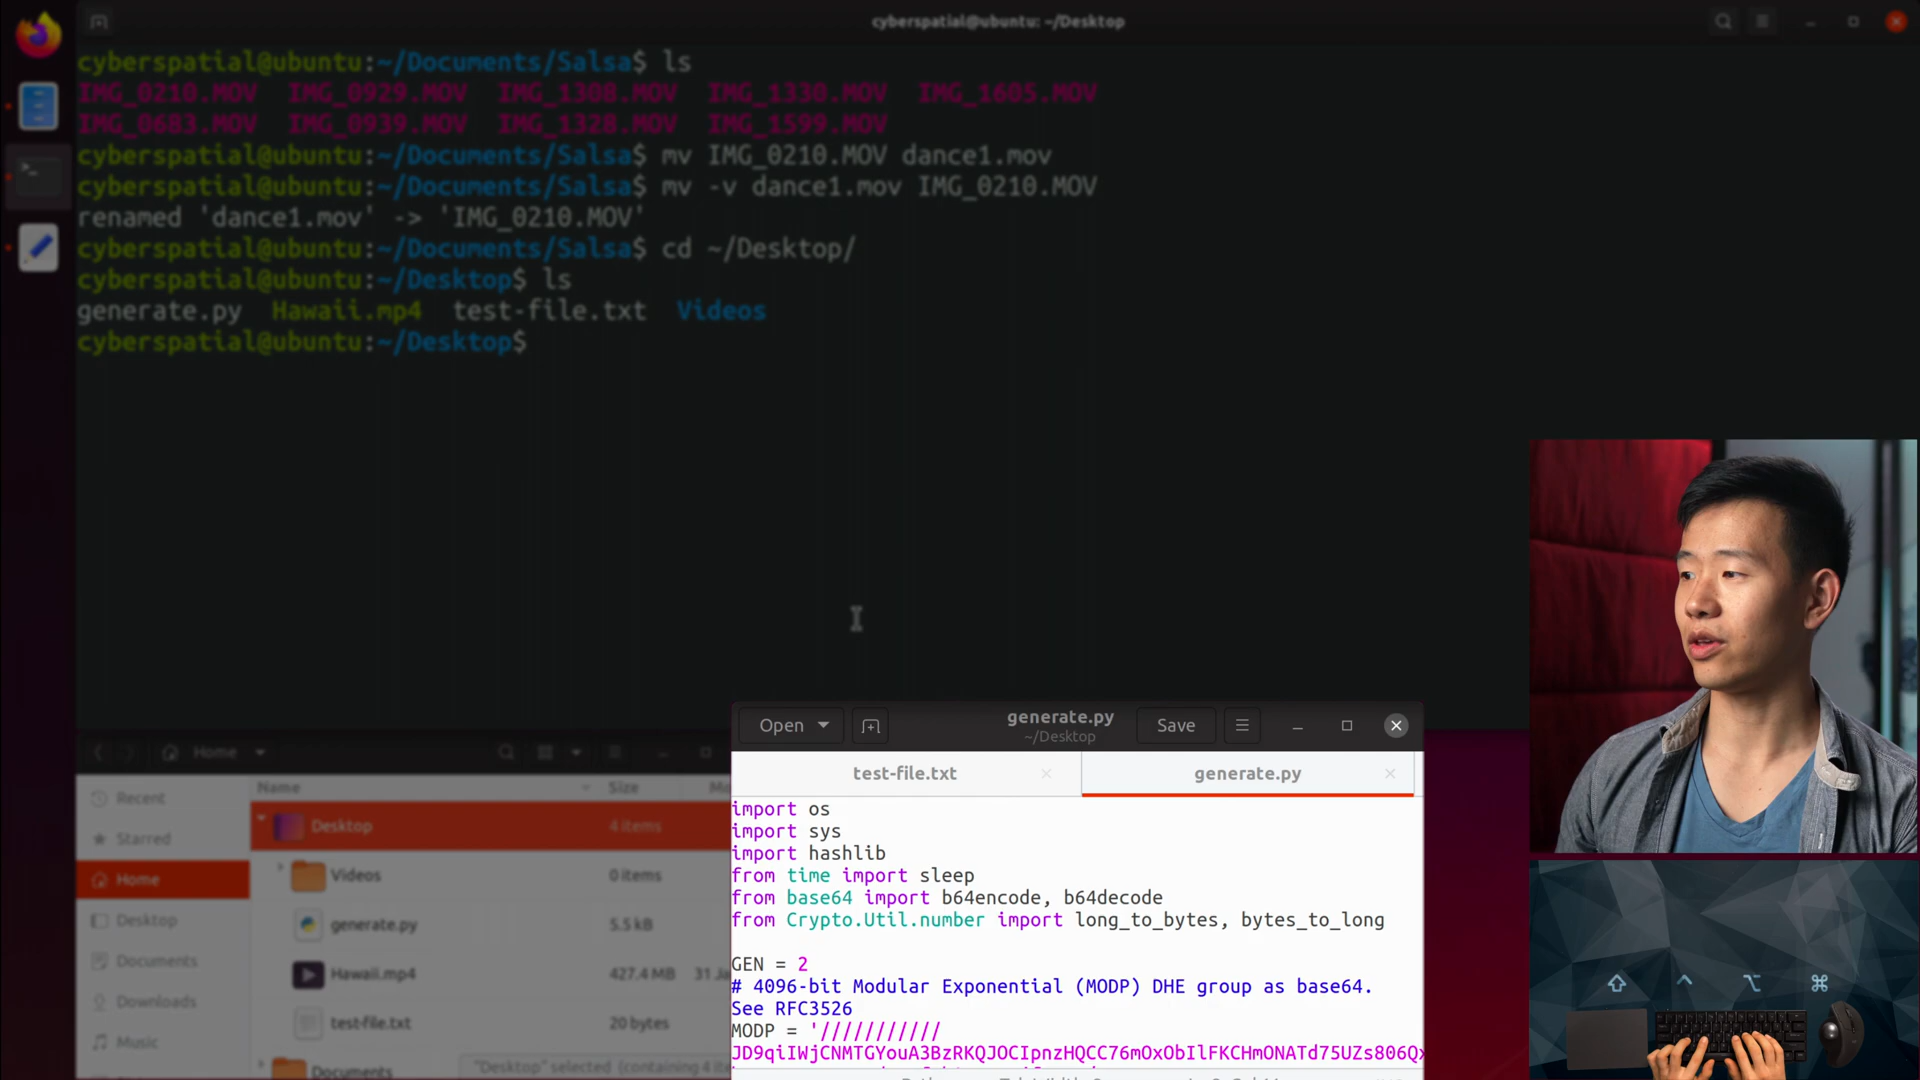 cyberspatial@ubuntu: ~/Desktop
cyberspatial@ubuntu:~/Documents/Salsa$ ls
IMG_0210.MOV IMG_0929.MOV IMG_1308.MOV IMG_1330.MOV IMG_1605.MOV
IMG_0683.MOV IMG_0939.MOV IMG_1328.MOV IMG_1599.MOV
cyberspatial@ubuntu:~/Documents/Salsa$ mv IMG_0210.MOV dance1.mov
cyberspatial@ubuntu:~/Documents/Salsa$ mv -v dance1.mov IMG_0210.MOV
renamed 'dance1.mov' -> 'IMG_0210.MOV'
cyberspatial@ubuntu:~/Documents/Salsa$ cd ~/Desktop/
cyberspatial@ubuntu:~/Desktop$ ls
generate.py Hawaii.mp4 test-file.txt Videos
cyberspatial@ubuntu:~/Desktop$
Home
Name Size
Recent
Starred
Home
Desktop
Documents
Downloads
Music
Desktop 4 items
Videos 0 items
generate.py 5.5 kB
Hawaii.mp4 427.4 MB 31
test-file.txt 20 bytes
Documents
"Desktop" selected (containing 4
Open generate.py Save
~/Desktop
test-file.txt generate.py
import os
import sys
import hashlib
from time import sleep
from base64 import b64encode, b64decode
from Crypto.Util.number import long_to_bytes, bytes_to_long
GEN = 2
# 4096-bit Modular Exponential (MODP) DHE group as base64.
See RFC3526
MODP = '///////////
JD9qiIWjCNMTGYouA3BzRKQJOCIpnzHQCC76mOxObIlFKCHmONATd75UZs806Qx